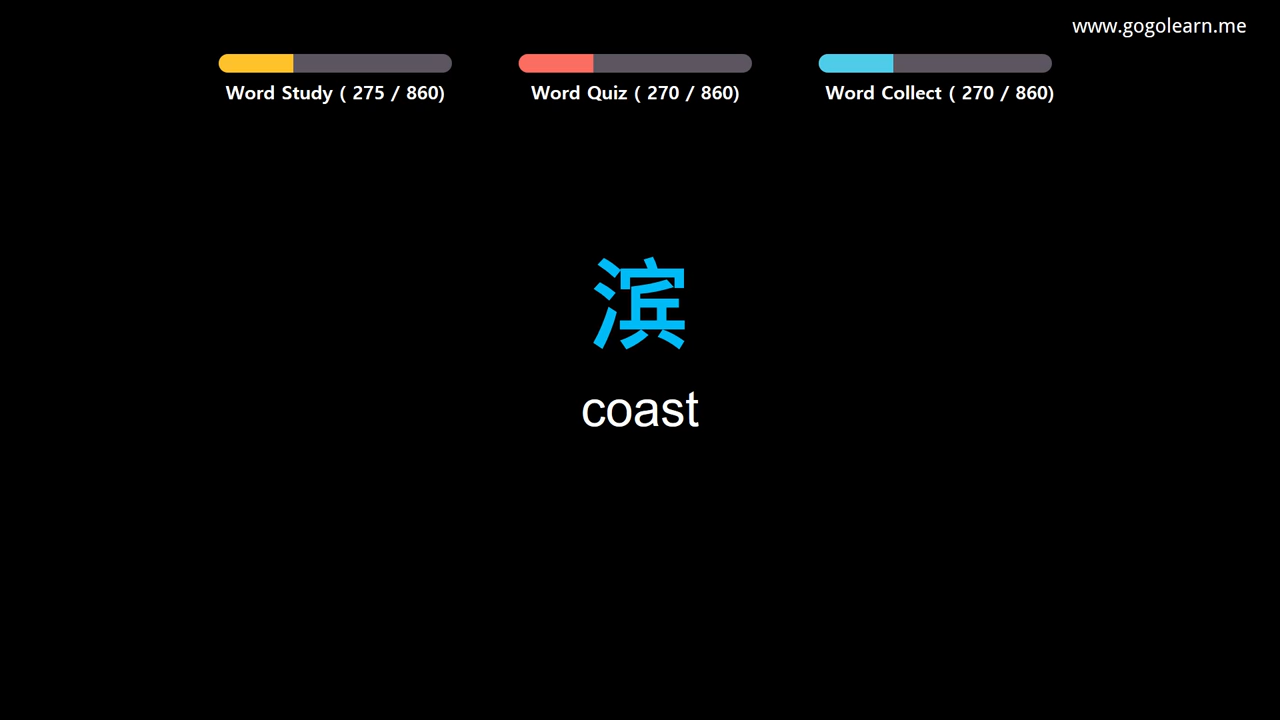 www.gogolearn.me
Word Study ( 275 / 860)
Word Quiz ( 270 / 860)
Word Collect ( 270 / 860)
滨
coast